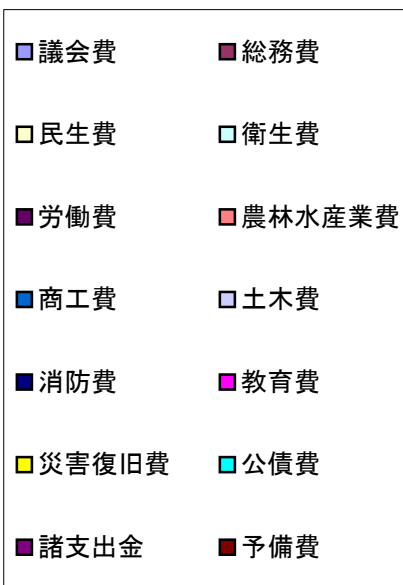 議会費 総務費
民生費 衛生費
労働費 農林水産業費
商工費 土木費
消防費 教育費
災害復旧費 公債費
諸支出金 予備費